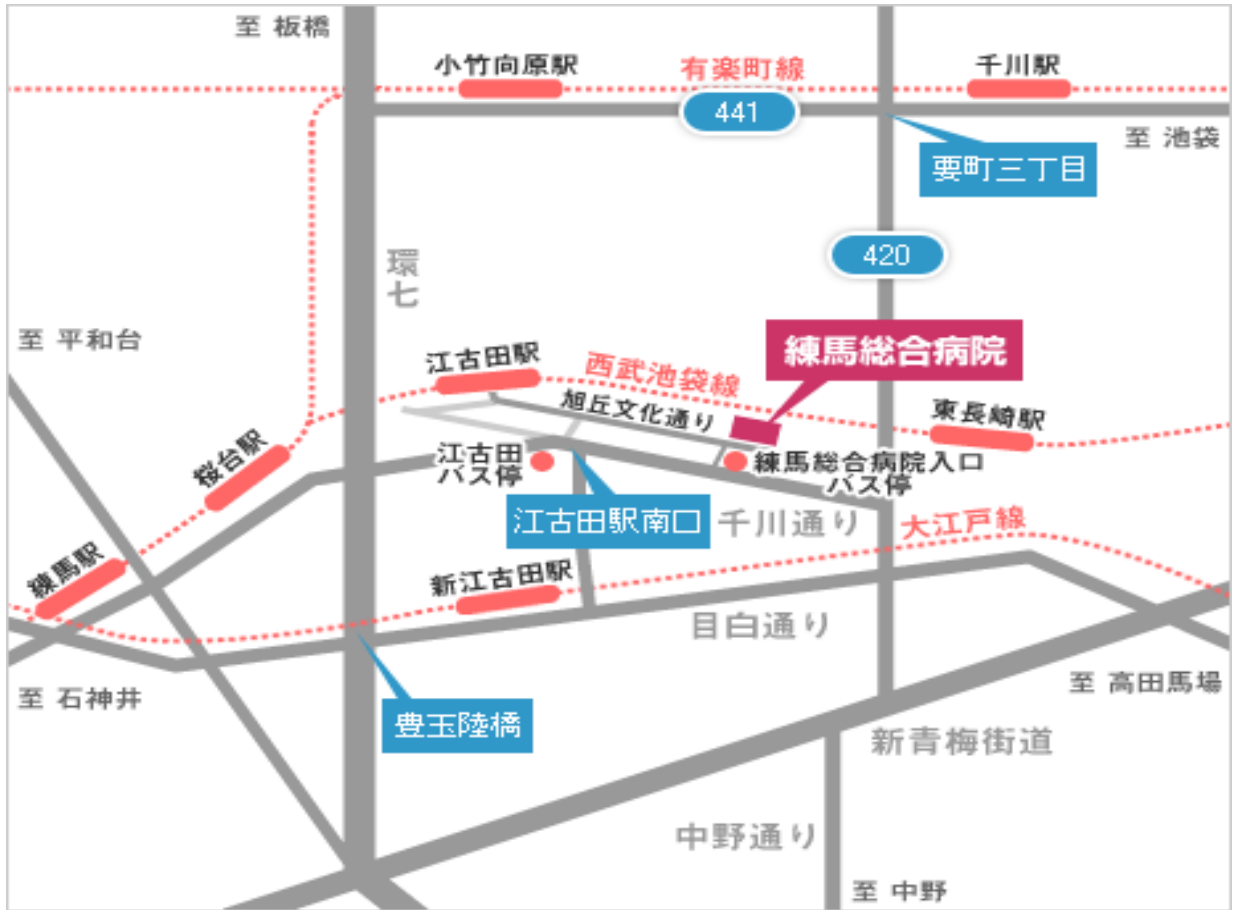 至 板橋
小竹向原駅
有楽町線
千川駅
441
至 池袋
要町三丁目
420
環七
至 平和台
江古田駅
西武池袋線
練馬総合病院
旭丘文化通り
東長崎駅
桜台駅
江古田
バス停
練馬総合病院入口
バス停
江古田駅南口
千川通り
大江戸線
練馬駅
新江古田駅
目白通り
至 石神井
至 高田馬場
豊玉陸橋
新青梅街道
中野通り
至 中野